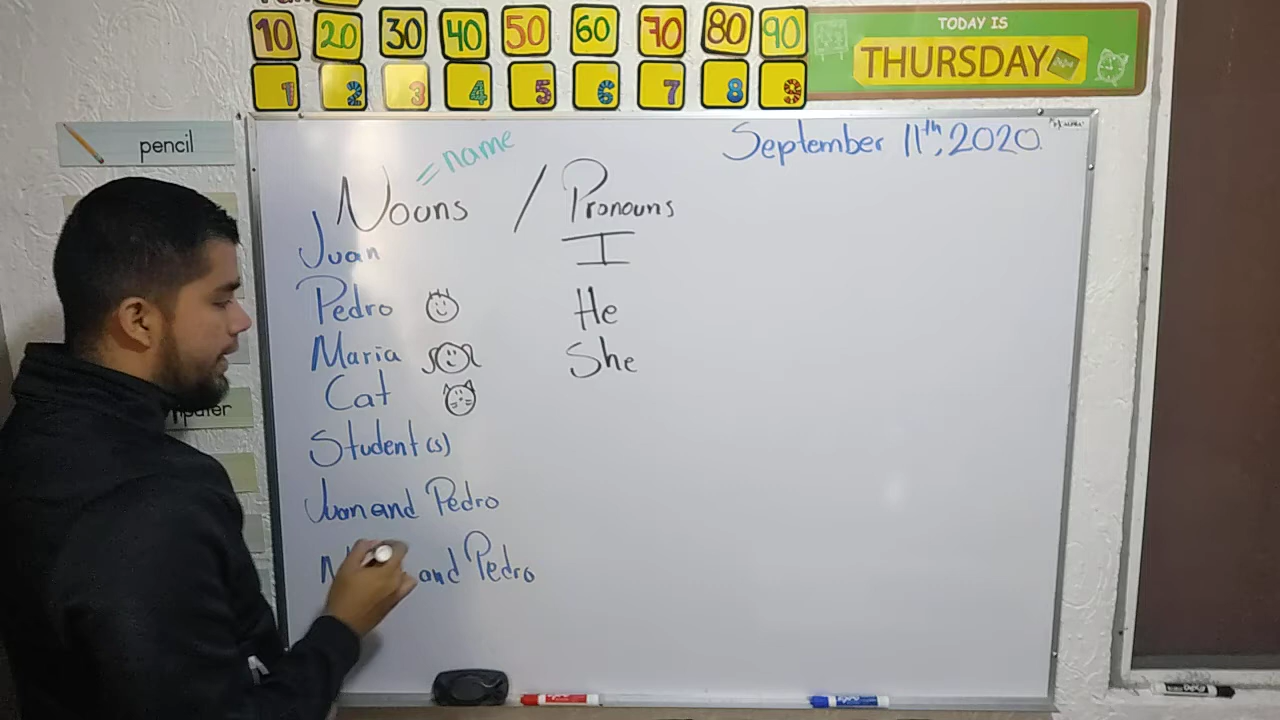 10 20 30 40 50 60 70 80 90
1 2 3 4 5 6 7 8 9
TODAY IS
THURSDAY
pencil
September 11th, 2020
= name
Nouns / Pronouns
Juan I
Pedro He
Maria She
Cat
Student(s)
Juan and Pedro
and Pedro